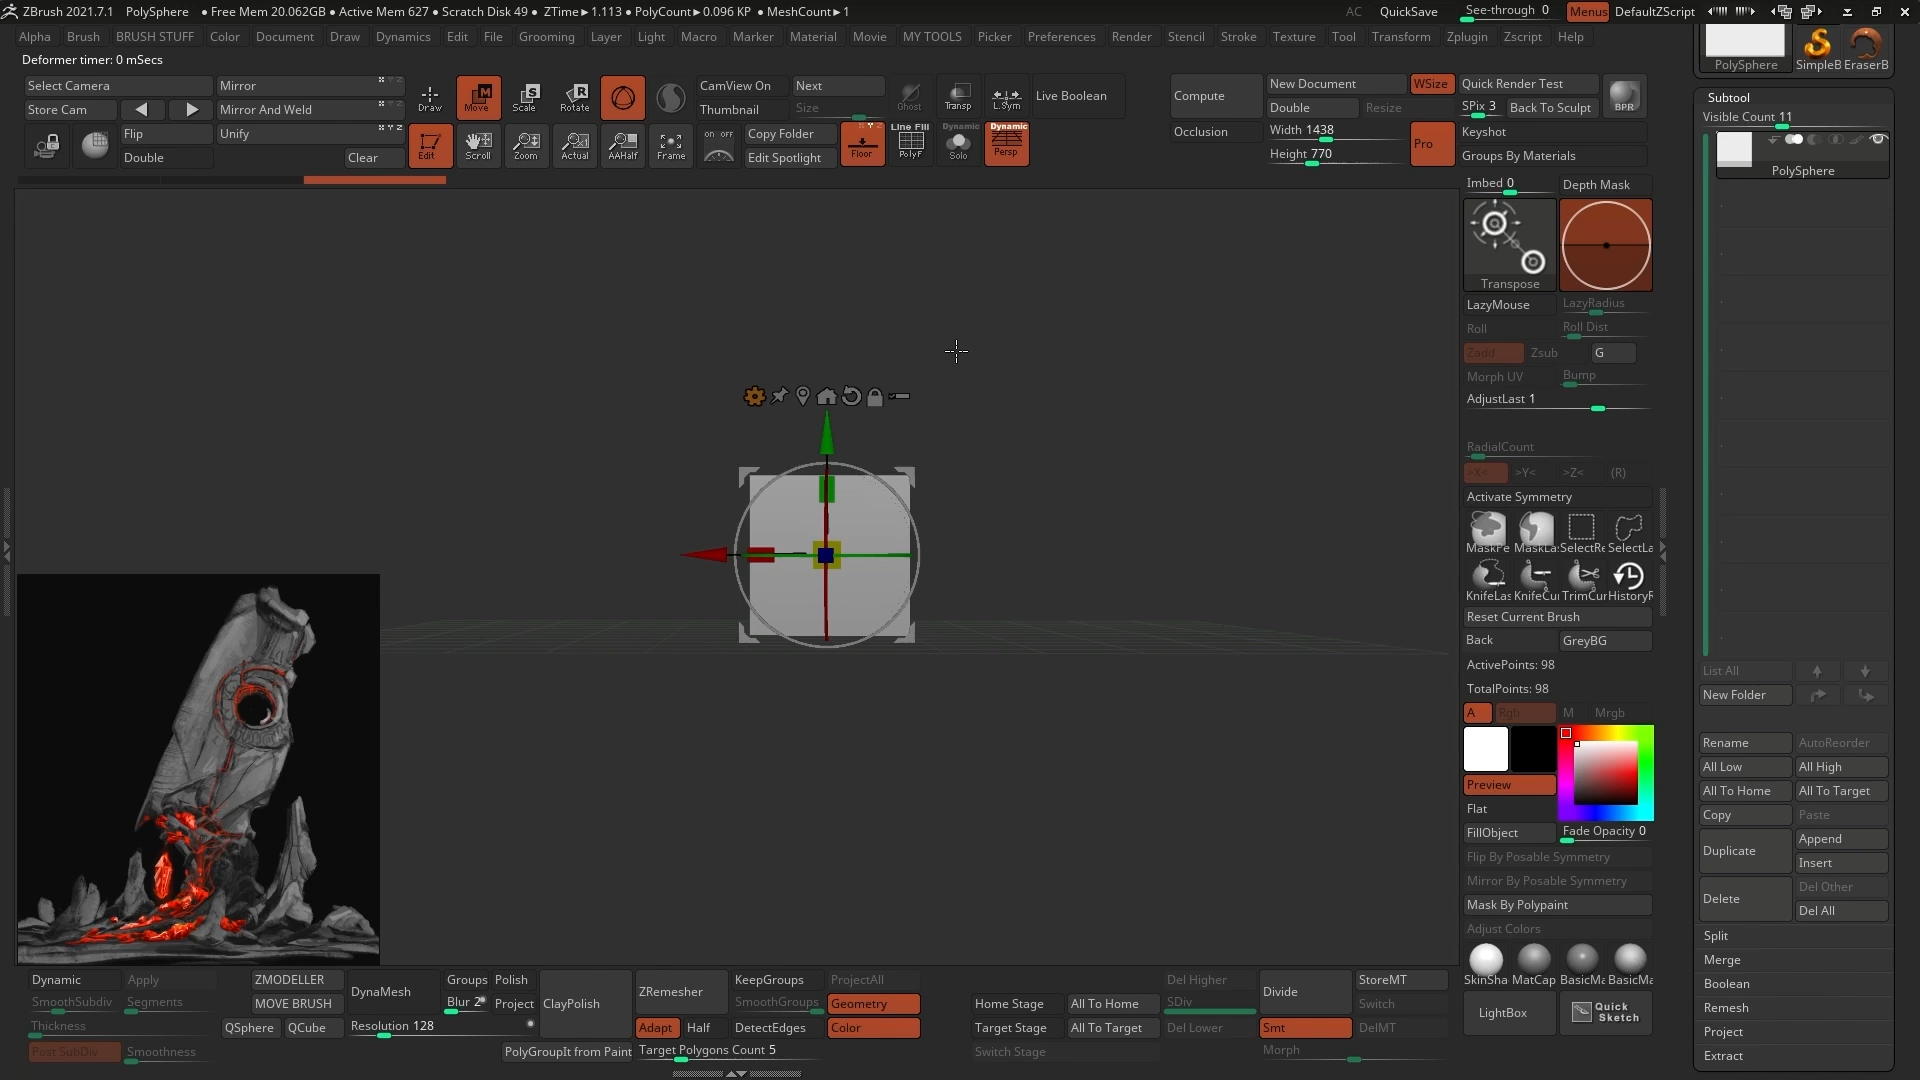 ZBrush 2021.7.1 PolySphere ● Free Mem 20.062GB ● Active Mem 627 ● Scratch Disk 49 ● ZTime►1.113 ● PolyCount►0.096 KP ● MeshCount►1 AC QuickSave See-through 0 Menus DefaultZScript
Alpha Brush BRUSH STUFF Color Document Draw Dynamics Edit File Grooming Layer Light Macro Marker Material Movie MY TOOLS Picker Preferences Render Stencil Stroke Texture Tool Transform Zplugin Zscript Help
Deformer timer: 0 mSecs
Select Camera Mirror
Store Cam Mirror And Weld
Flip Unify
Double Clear
Draw Move Scale Rotate
Edit Scroll Zoom Actual AAHalf Frame
CamView On Next
Thumbnail Size
ON OFF Copy Folder
Edit Spotlight
Ghost Transp L.Sym Live Boolean
Floor Line Fill PolyF Dynamic Solo Dynamic Persp
Compute New Document WSize Quick Render Test
Double Resize SPix 3 Back To Sculpt BPR
Occlusion Width 1438 Pro Keyshot
Height 770 Groups By Materials
Imbed 0 Depth Mask
Transpose
LazyMouse LazyRadius
Roll Roll Dist
Zadd Zsub G
Morph UV Bump
AdjustLast 1
RadialCount
>X< >Y< >Z< (R)
Activate Symmetry
MaskPe MaskLa SelectRe SelectLa
KnifeLas KnifeCu TrimCur HistoryR
Reset Current Brush
Back GreyBG
ActivePoints: 98
TotalPoints: 98
A Rgb M Mrgb
Preview
Flat
FillObject Fade Opacity 0
Flip By Posable Symmetry
Mirror By Posable Symmetry
Mask By Polypaint
Adjust Colors
SkinSha MatCap BasicMa BasicMa
LightBox Quick Sketch
PolySphere SimpleB EraserB
Subtool
Visible Count 11
PolySphere
List All
New Folder
Rename AutoReorder
All Low All High
All To Home All To Target
Copy Paste
Duplicate Append
Insert
Delete Del Other
Del All
Split
Merge
Boolean
Remesh
Project
Extract
Dynamic Apply
SmoothSubdiv Segments
Thickness
Post SubDiv Smoothness
ZMODELLER
MOVE BRUSH
QSphere QCube
DynaMesh Groups Polish
Blur 2 Project
Resolution 128
ClayPolish
PolyGroupIt from Paint
ZRemesher KeepGroups ProjectAll
SmoothGroups Geometry
Adapt Half DetectEdges Color
Target Polygons Count 5
Home Stage All To Home
Target Stage All To Target
Switch Stage
Del Higher Divide StoreMT
SDiv Switch
Del Lower Smt DelMT
Morph